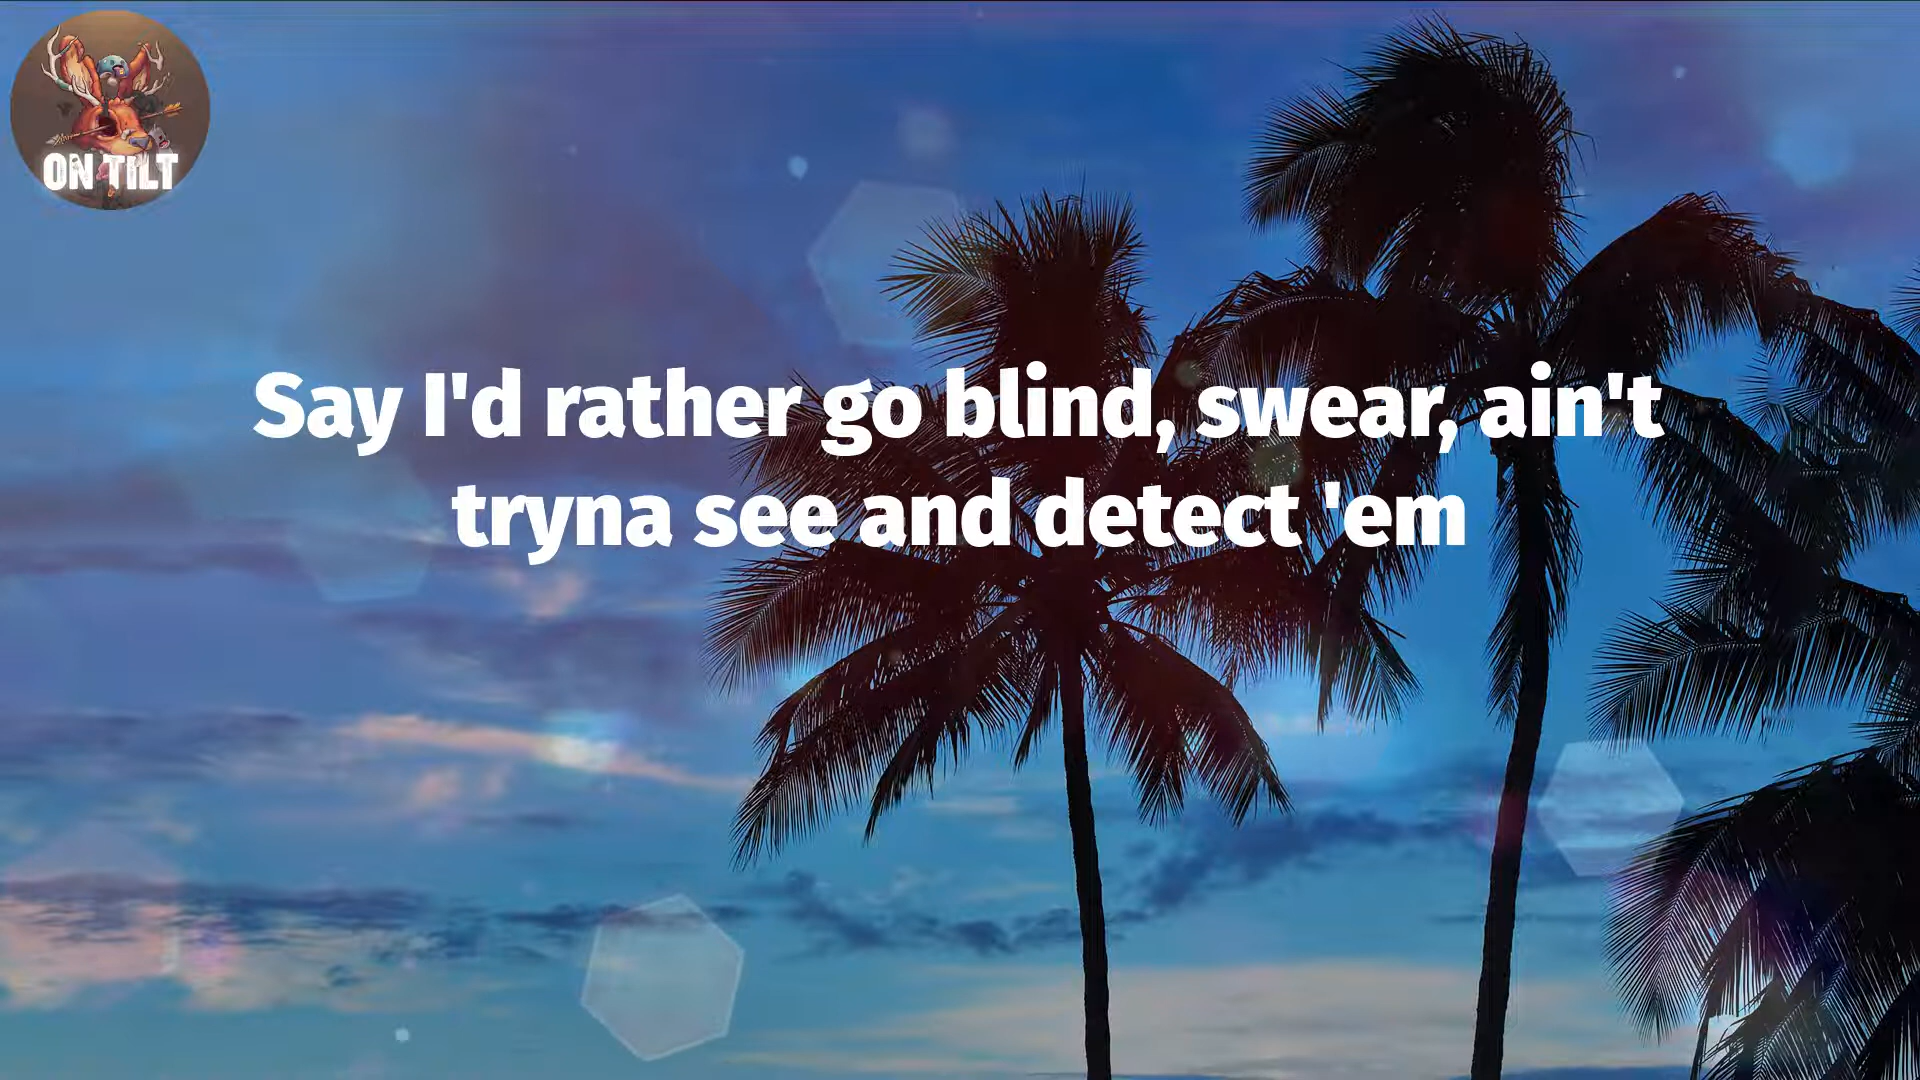 ON TILT
Say I'd rather go blind, swear, ain't
tryna see and detect 'em